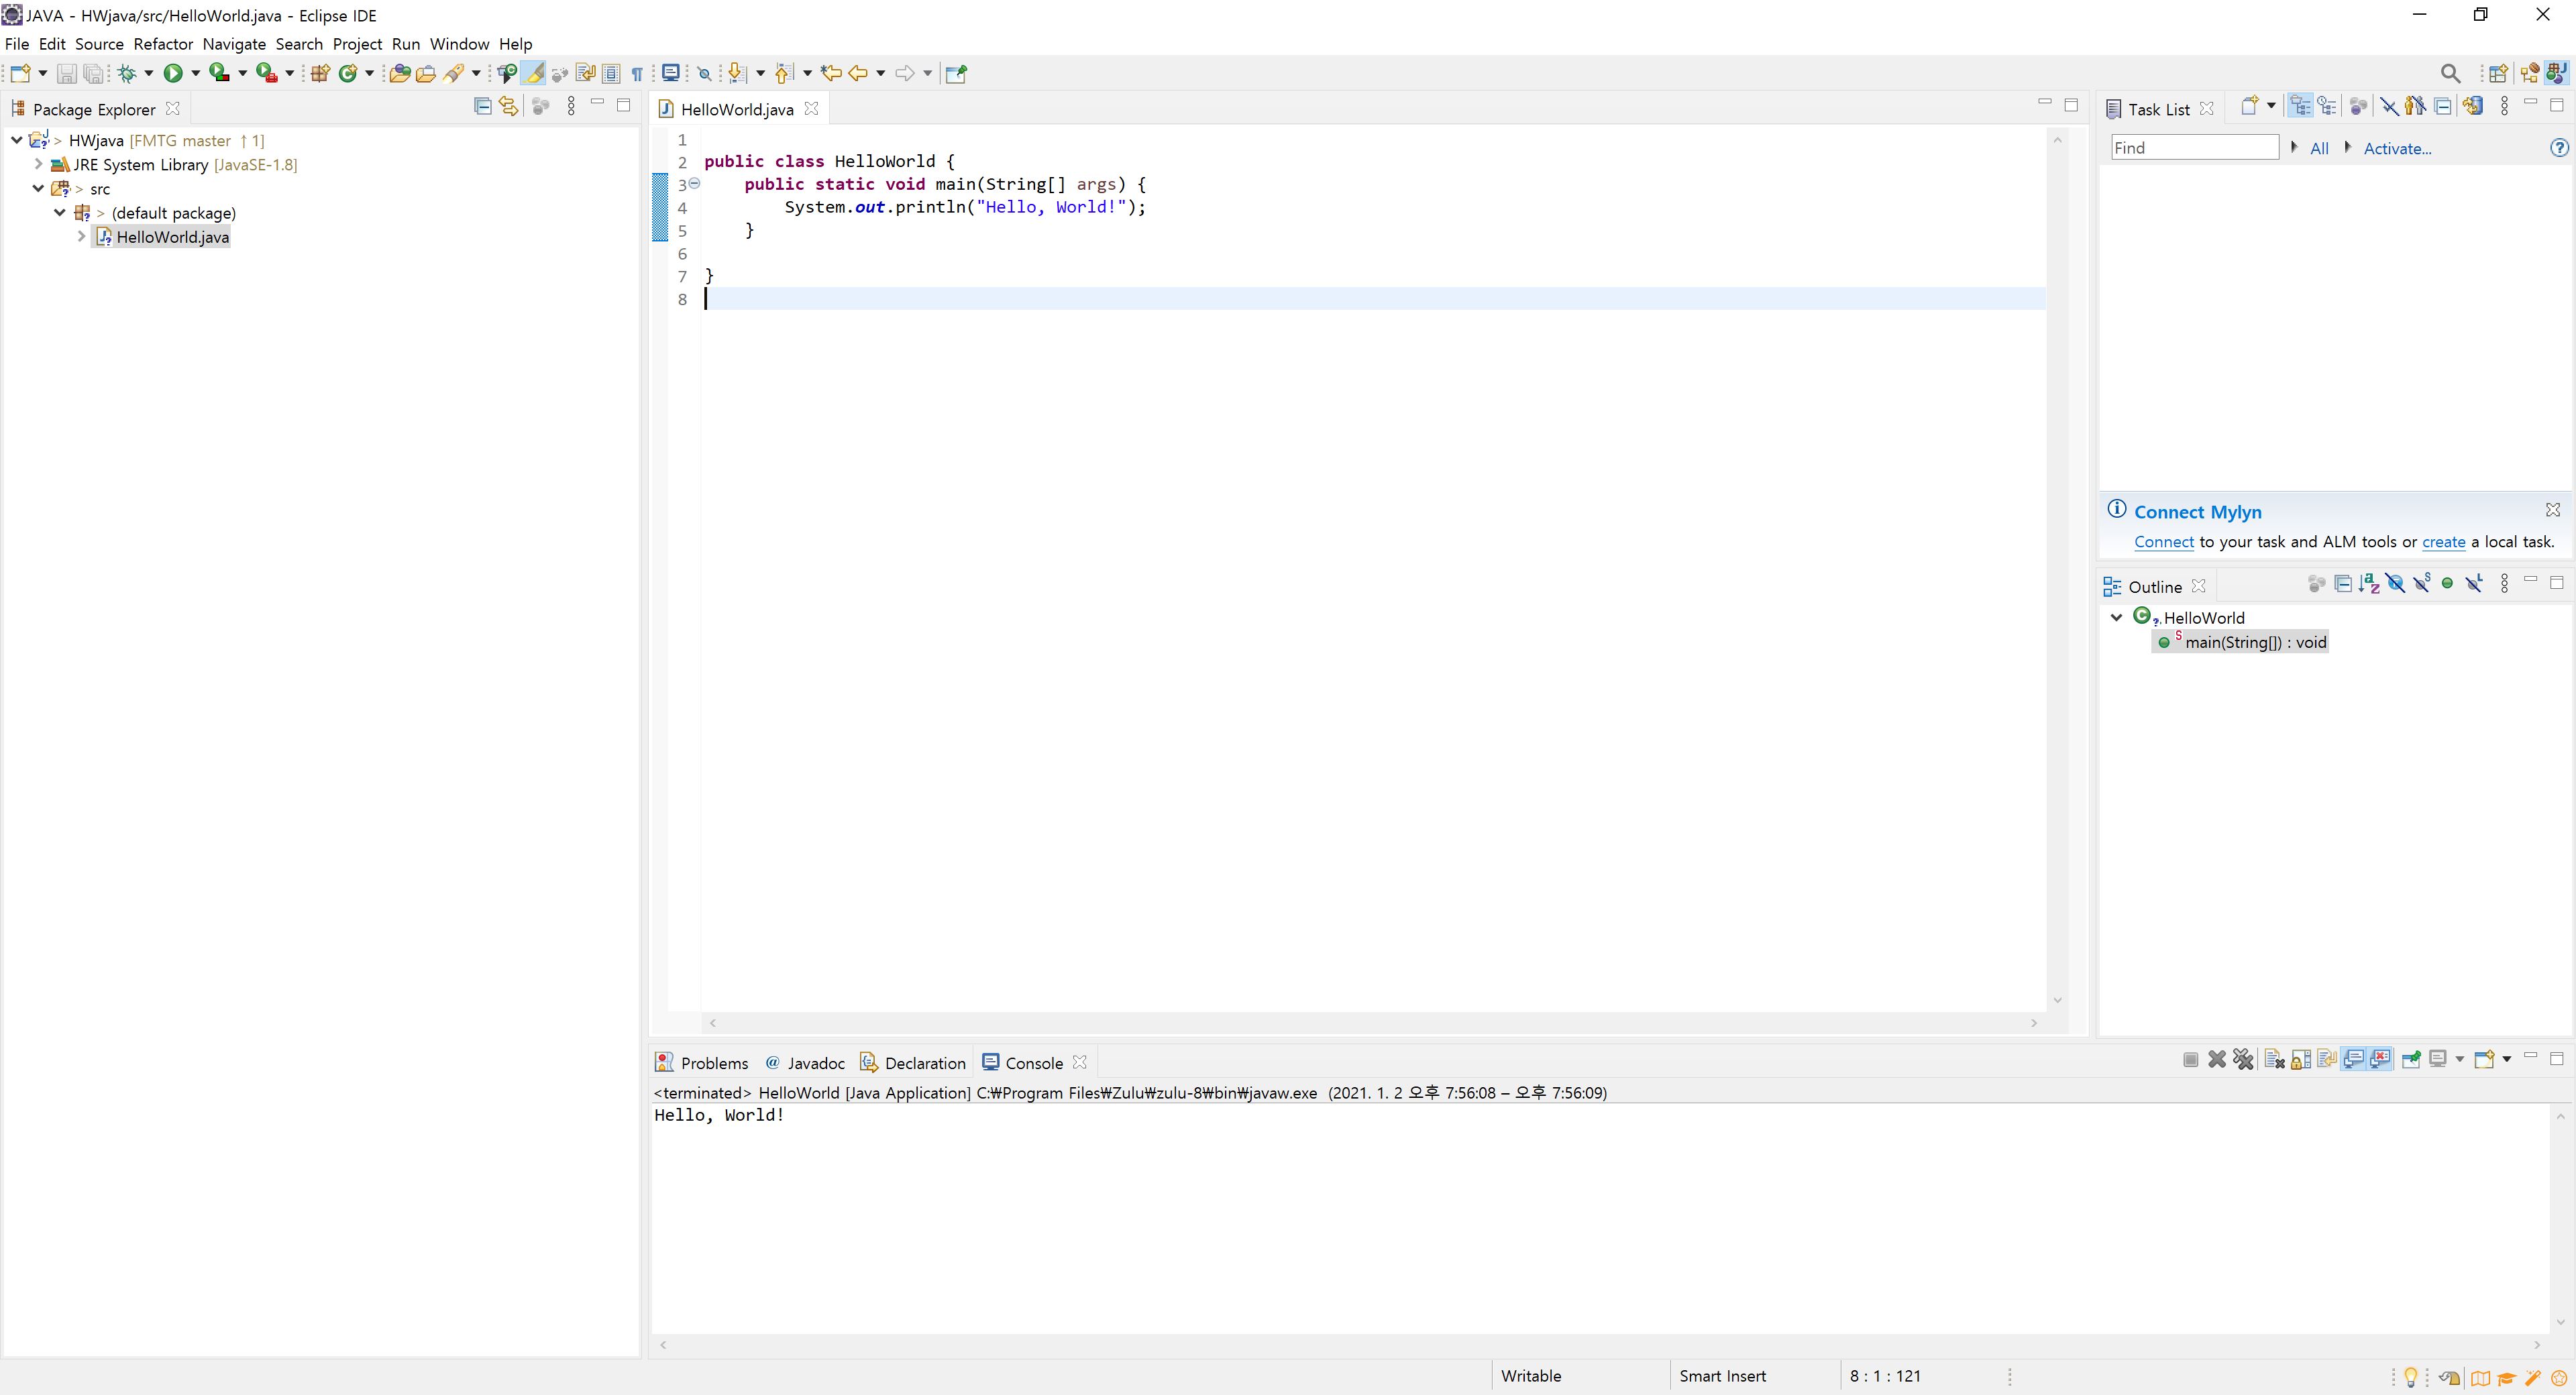 JAVA - HWjava/src/HelloWorld.java - Eclipse IDE
File Edit Source Refactor Navigate Search Project Run Window Help
Package Explorer
> HWjava [FMTG master ↑ 1]
JRE System Library [JavaSE-1.8]
> src
> (default package)
HelloWorld.java
HelloWorld.java
1
2 public class HelloWorld {
3 public static void main(String[] args) {
4 System.out.println("Hello, World!");
5 }
6
7 }
8
Task List
Find
All
Activate...
Connect Mylyn
Connect to your task and ALM tools or create a local task.
Outline
HelloWorld
main(String[]) : void
Problems
@ Javadoc
Declaration
Console
<terminated> HelloWorld [Java Application] C:₩Program Files₩Zulu₩zulu-8₩bin₩javaw.exe (2021. 1. 2 오후 7:56:08 – 오후 7:56:09)
Hello, World!
Writable
Smart Insert
8 : 1 : 121